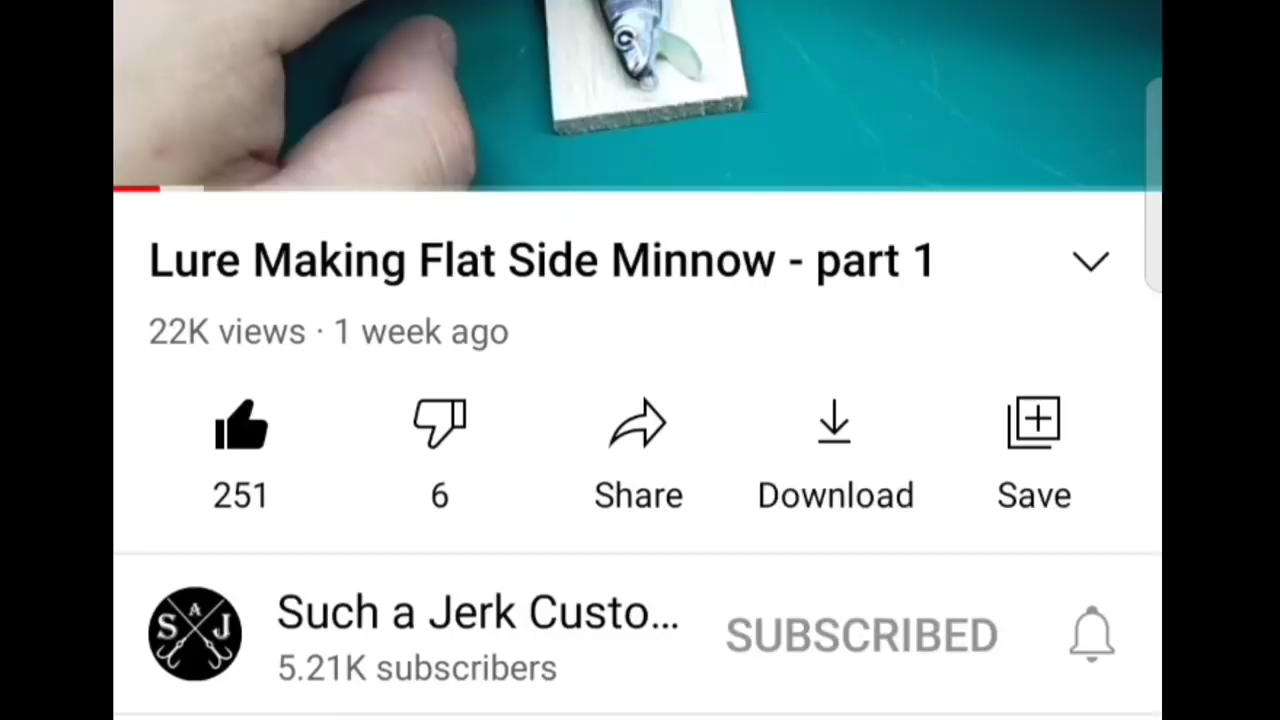 Lure Making Flat Side Minnow - part 1
22K views · 1 week ago
251 6 Share Download Save
SAJ
Such a Jerk Custo... SUBSCRIBED
5.21K subscribers